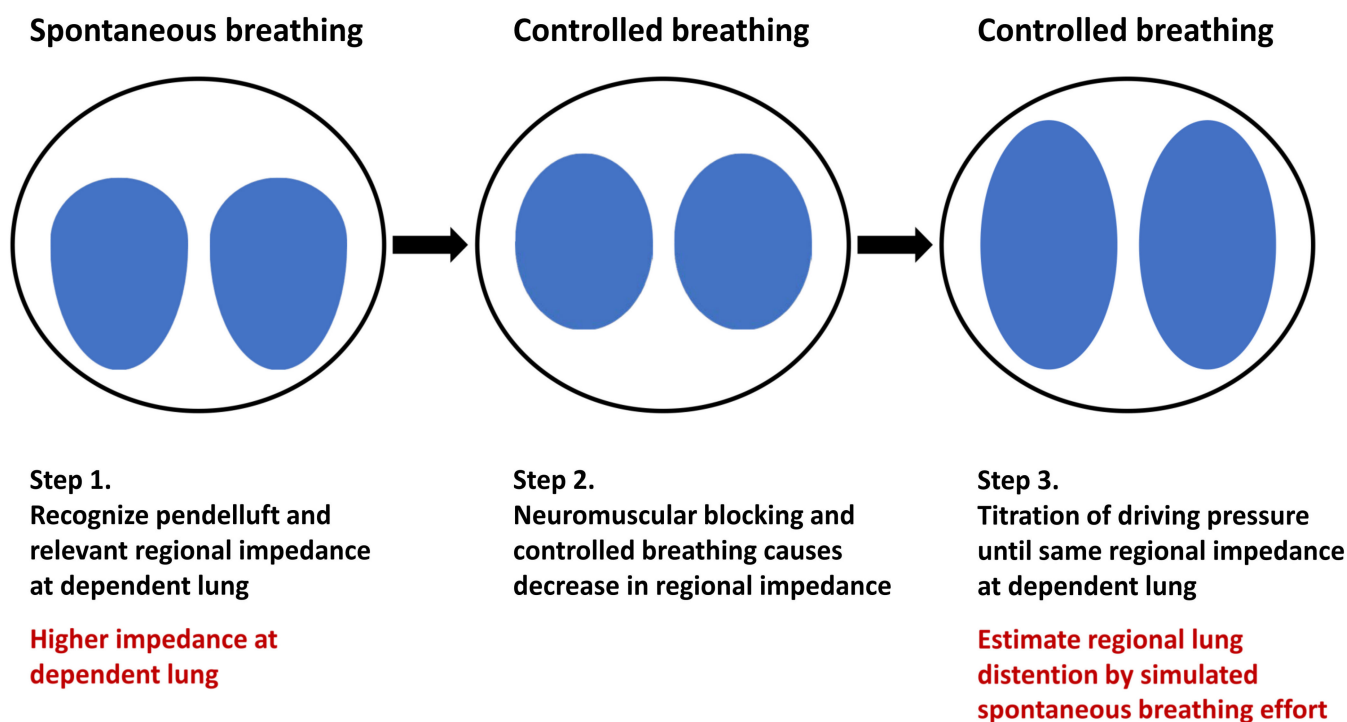 Spontaneous breathing
Controlled breathing
Controlled breathing
Step 1.
Recognize pendelluft and
relevant regional impedance
at dependent lung
Higher impedance at
dependent lung
Step 2.
Neuromuscular blocking and
controlled breathing causes
decrease in regional impedance
Step 3.
Titration of driving pressure
until same regional impedance
at dependent lung
Estimate regional lung
distention by simulated
spontaneous breathing effort